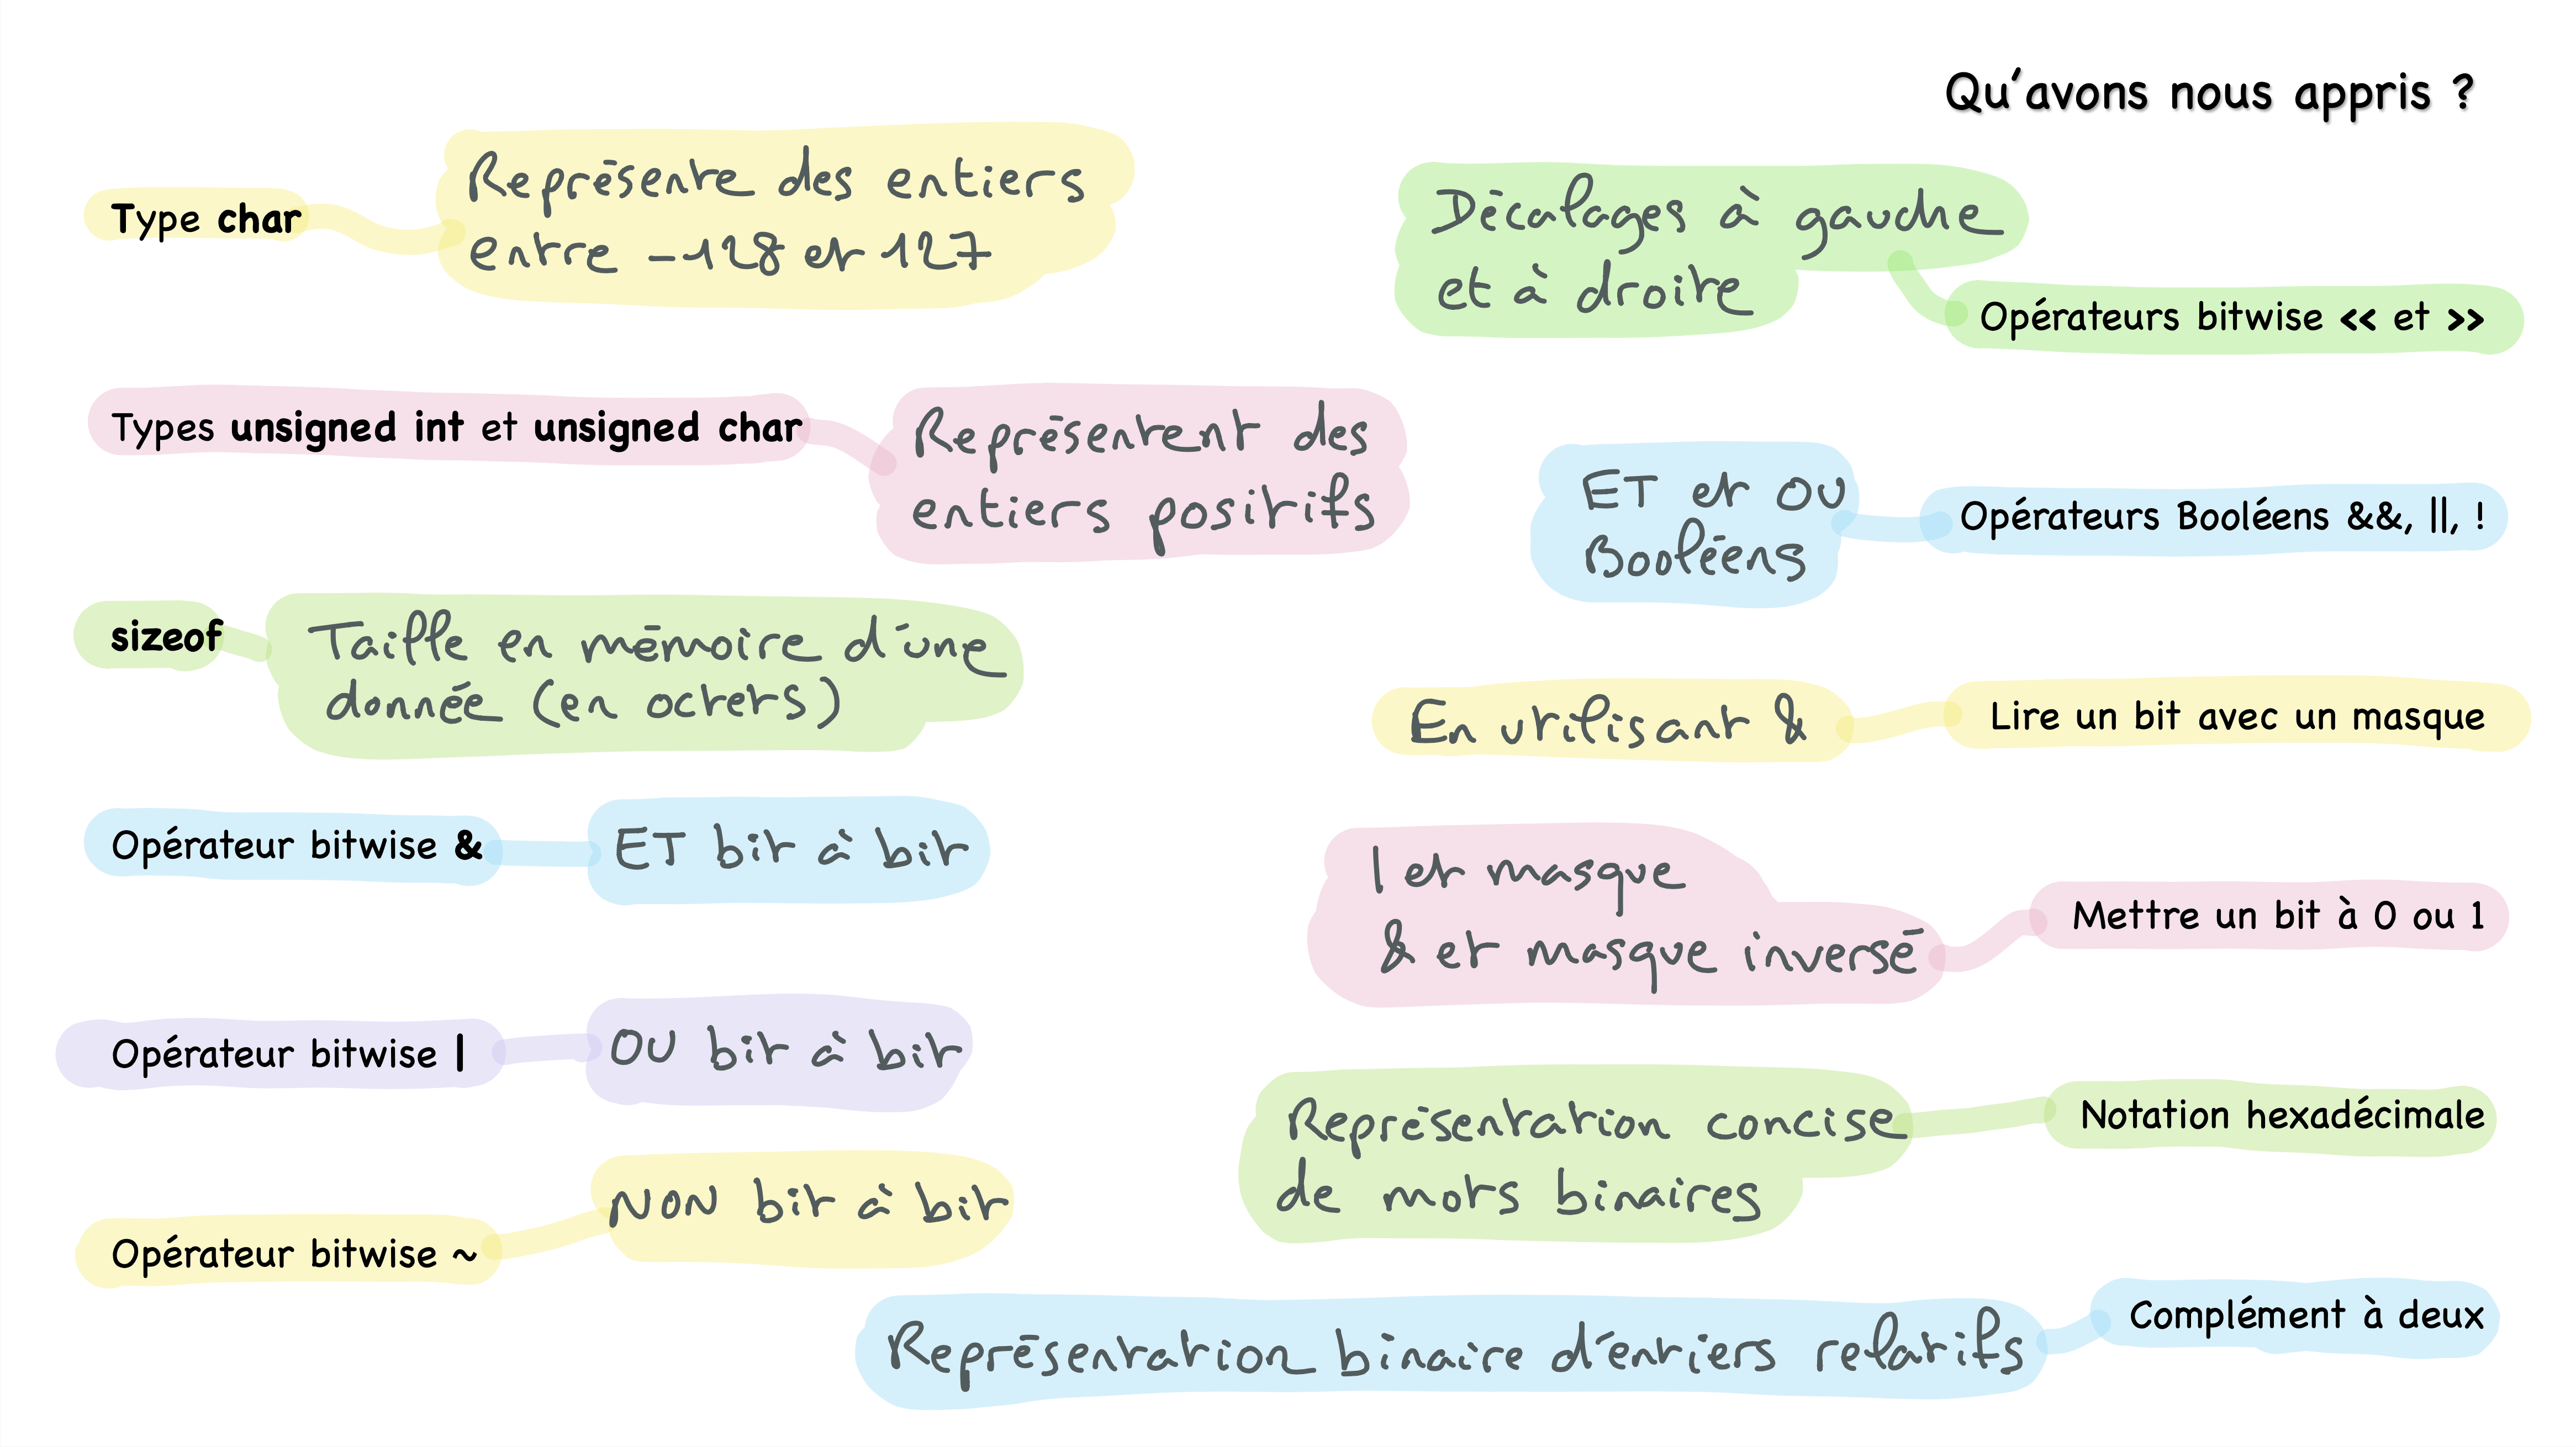 Qu'avons nous appris ?
Type char
Représente des entiers
entre -128 et 127
Types unsigned int et unsigned char
Représentent des
entiers positifs
sizeof
Taille en mémoire d'une
donnée (en octets)
Opérateur bitwise &
ET bit à bit
Opérateur bitwise |
OU bit à bit
Opérateur bitwise ~
NON bit à bit
Décalages à gauche
et à droite
Opérateurs bitwise << et >>
ET et OU
Booléens
Opérateurs Booléens &&, ||, !
En utilisant &
Lire un bit avec un masque
| et masque
& et masque inversé
Mettre un bit à 0 ou 1
Représentation concise
de mots binaires
Notation hexadécimale
Représentation binaire d'entiers relatifs
Complément à deux